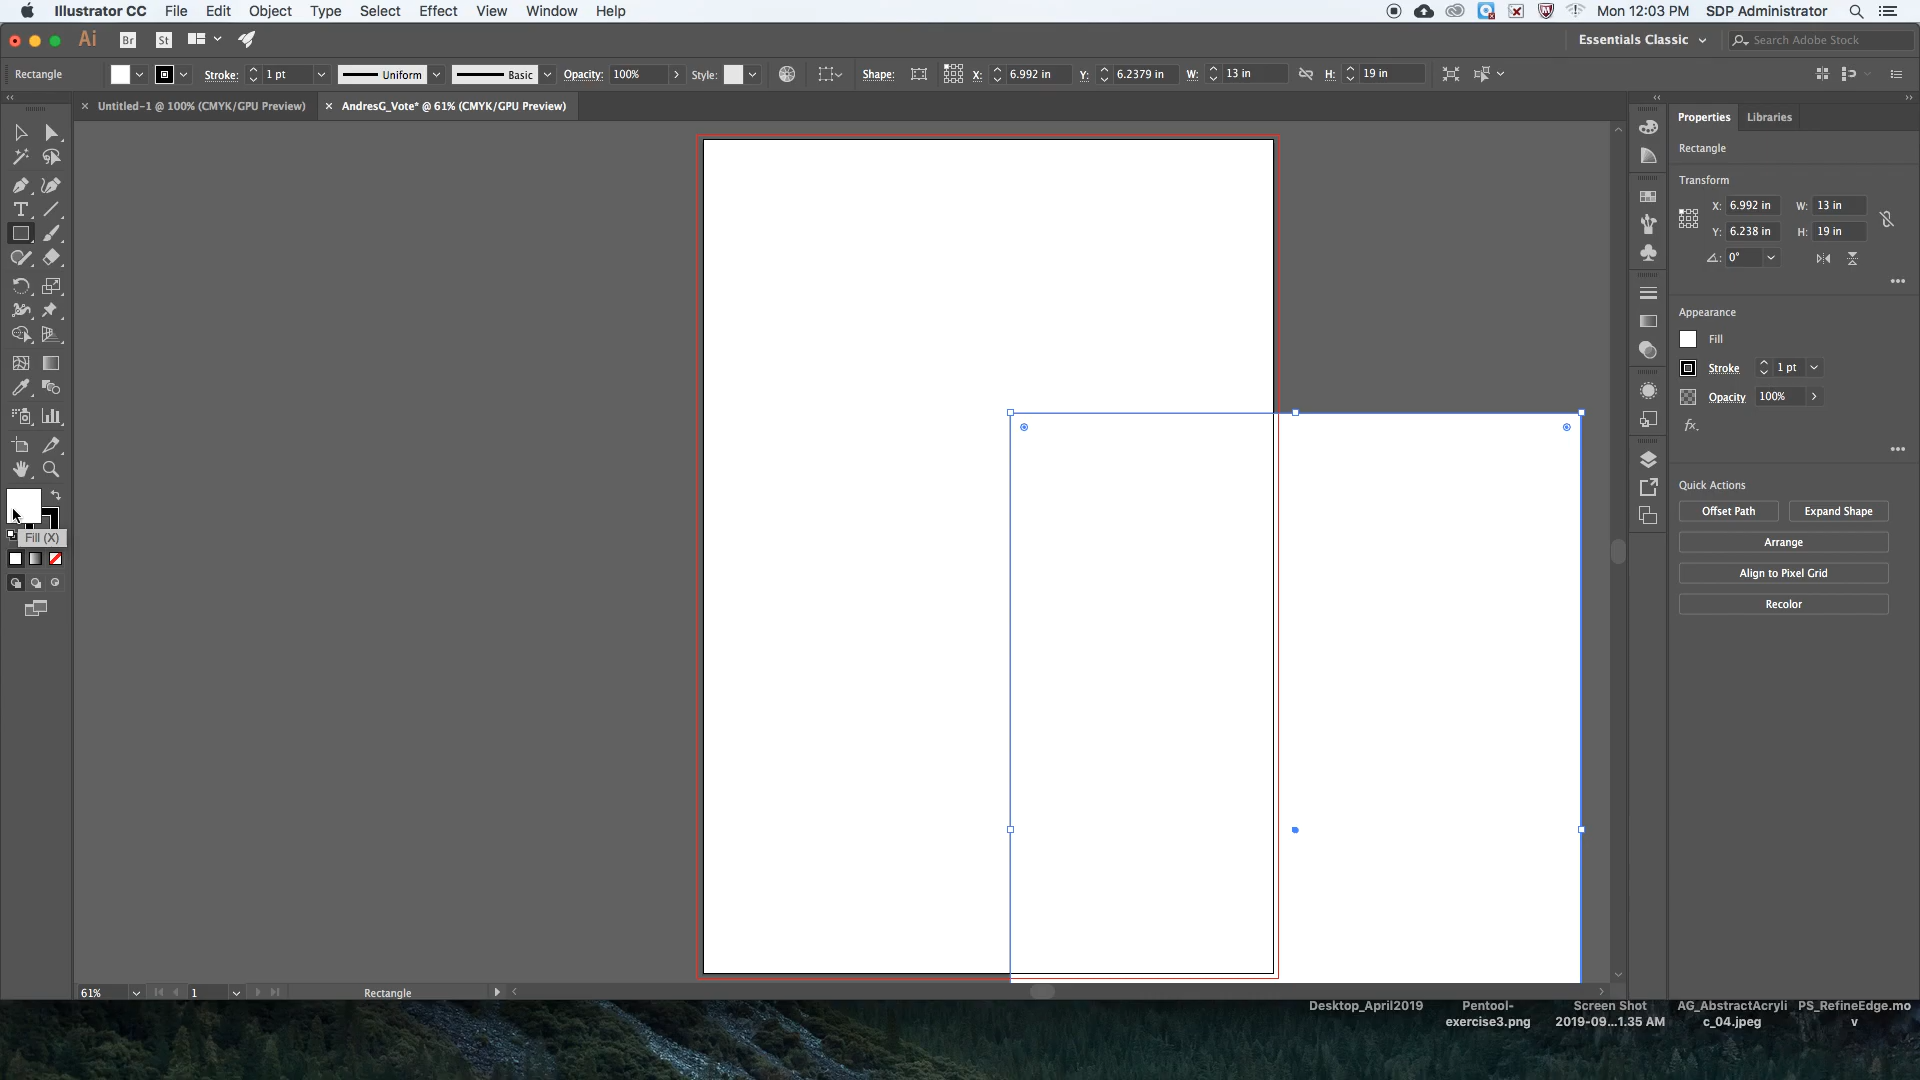 Illustrator CC File Edit Object Type Select Effect View Window Help Mon 12:03 PM SDP Administrator
Ai Br St Essentials Classic Search Adobe Stock
Rectangle Stroke: 1 pt Uniform Basic Opacity: 100% Style: Shape: X: 6.992 in Y: 6.2379 in W: 13 in H: 19 in
Untitled-1 @ 100% (CMYK/GPU Preview) AndresG_Vote* @ 61% (CMYK/GPU Preview)
Properties Libraries
Rectangle
Transform
X: 6.992 in W: 13 in
Y: 6.238 in H: 19 in
0°
Appearance
Fill
Stroke 1 pt
Opacity 100%
fx.
Quick Actions
Offset Path Expand Shape
Arrange
Align to Pixel Grid
Recolor
T
Fill (X)
61% 1 Rectangle
Desktop_April2019 Pentool- Screen Shot AG_AbstractAcryli PS_RefineEdge.mo
exercise3.png 2019-09...1.35 AM c_04.jpeg v